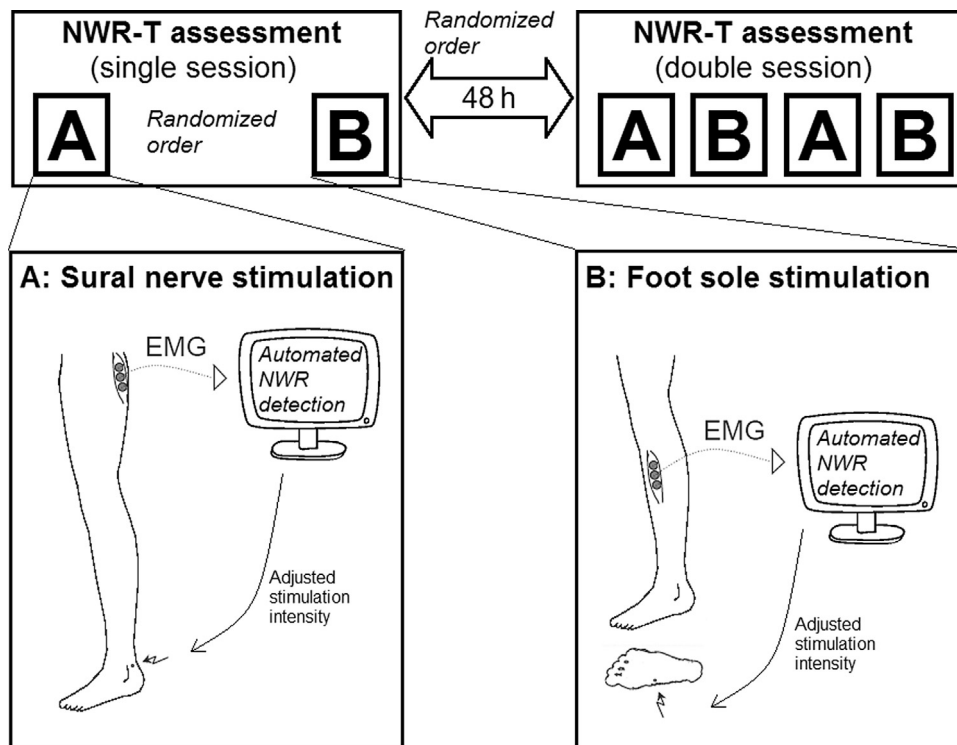 NWR-T assessment
(single session)
A
Randomized
order
B
Randomized
order
48 h
NWR-T assessment
(double session)
A B A B
A: Sural nerve stimulation
EMG
Automated
NWR
detection
Adjusted
stimulation
intensity
B: Foot sole stimulation
EMG
Automated
NWR
detection
Adjusted
stimulation
intensity